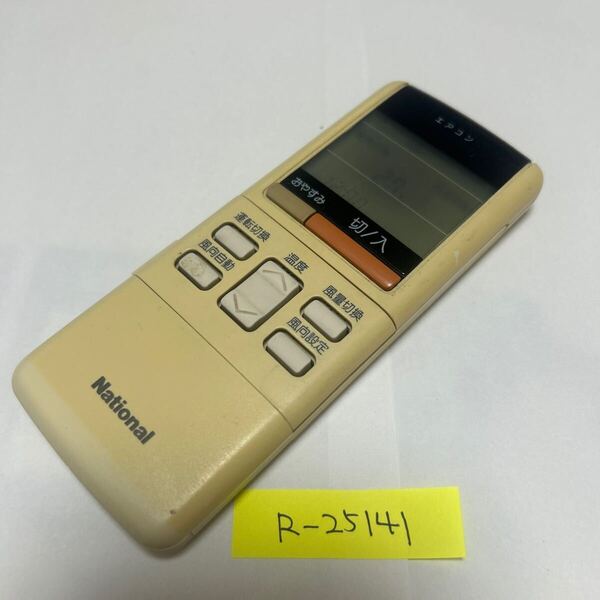 エアコン
おやすみ
切/入
運転切換
温度
風向自動
風量切換
風向設定
National
R-25141